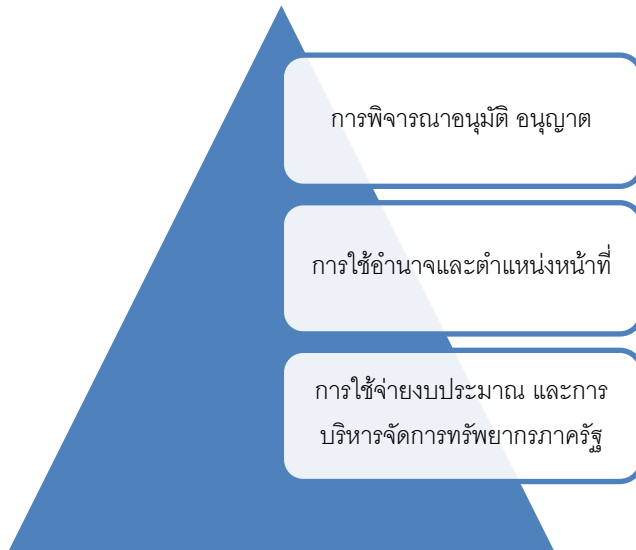 การพิจารณาอนุมัติ อนุญาต
การใช้อำนาจและตำแหน่งหน้าที่
การใช้จ่ายงบประมาณ และการ
บริหารจัดการทรัพยากรภาครัฐ